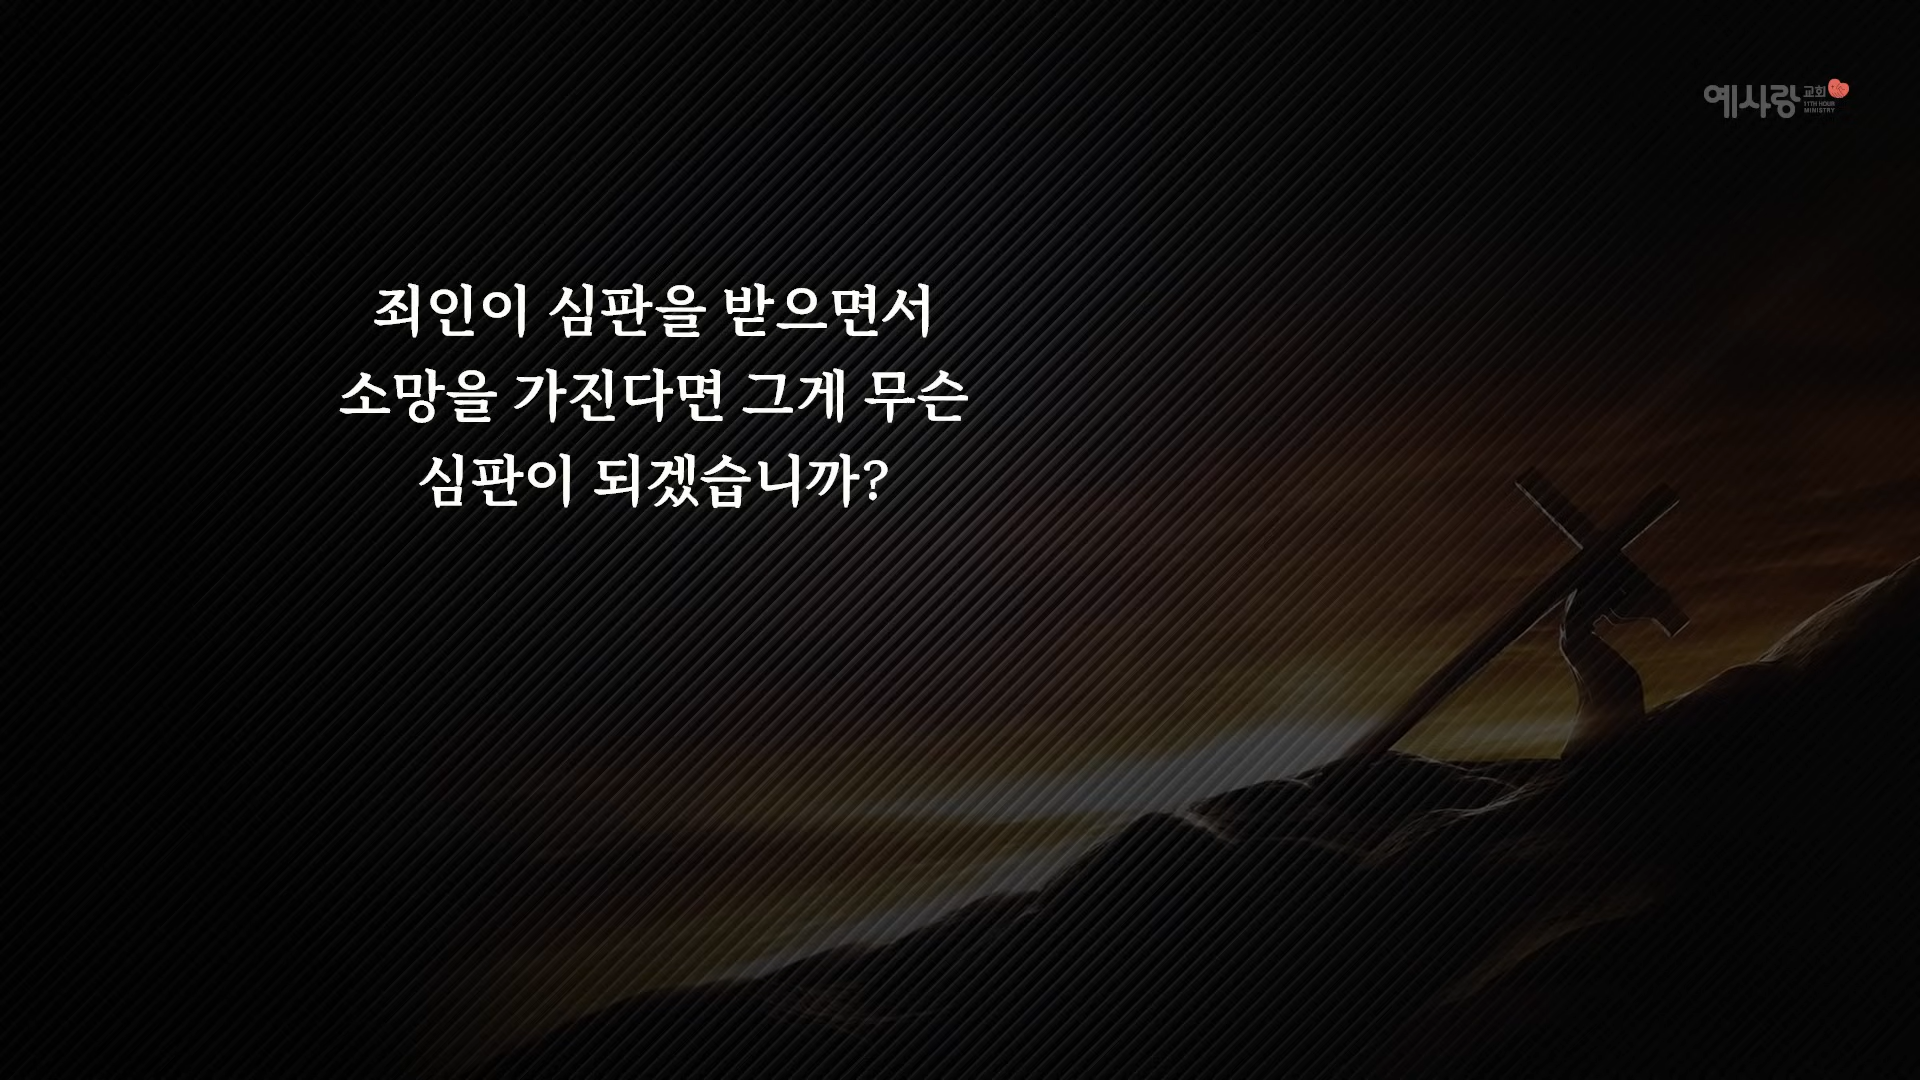 예사랑교회
11TH HOUR
MINISTRY
죄인이 심판을 받으면서
소망을 가진다면 그게 무슨
심판이 되겠습니까?